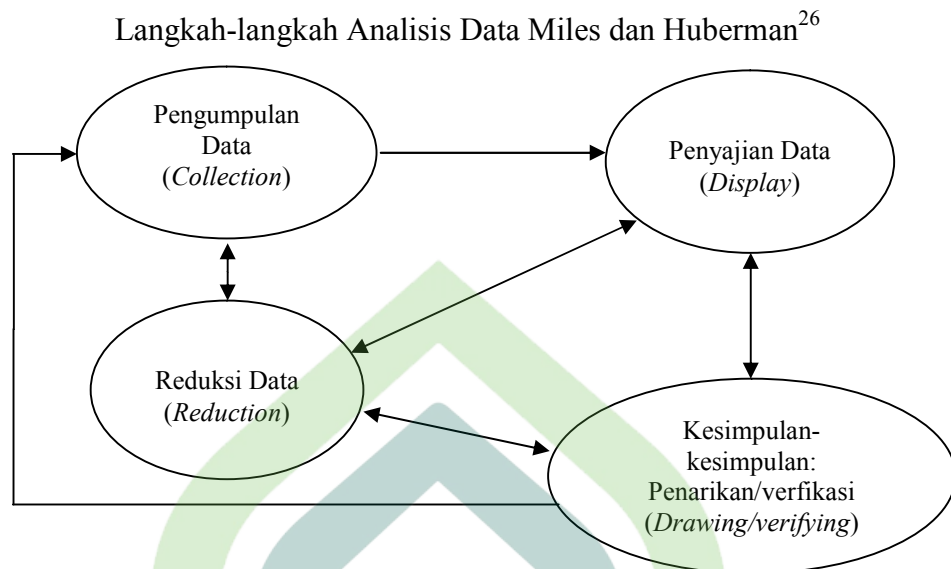 Langkah-langkah Analisis Data Miles dan Huberman26
Pengumpulan
Data
(Collection)
Penyajian Data
(Display)
Reduksi Data
(Reduction)
Kesimpulan-
kesimpulan:
Penarikan/verfikasi
(Drawing/verifying)